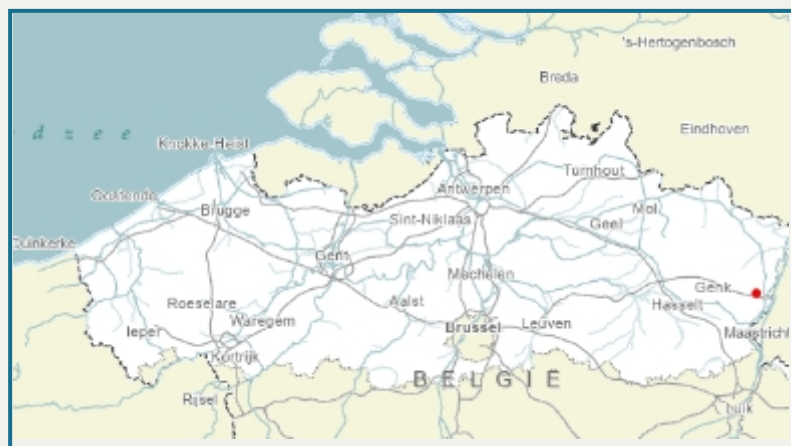 's-Hertogenbosch
Breda
Eindhoven
d z e e
Knokke-Heist
Turnhout
Oostende
Antwerpen
Mol
Brugge
Sint-Niklaas
Geel
Duinkerke
Gent
Mechelen
Genk
Roeselare
Aalst
Hasselt
Ieper
Waregem
Brussel
Leuven
Maastricht
Kortrijk
BELGIË
Rijsel
Luik